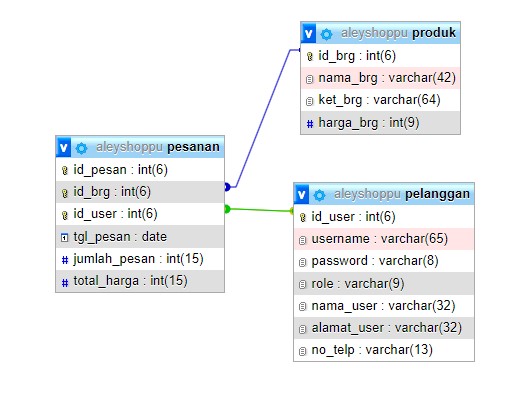 v aleyshoppu produk
id_brg : int(6)
nama_brg : varchar(42)
ket_brg : varchar(64)
# harga_brg : int(9)
v aleyshoppu pesanan
id_pesan : int(6)
id_brg : int(6)
id_user : int(6)
tgl_pesan : date
# jumlah_pesan : int(15)
# total_harga : int(15)
v aleyshoppu pelanggan
id_user : int(6)
username : varchar(65)
password : varchar(8)
role : varchar(9)
nama_user : varchar(32)
alamat_user : varchar(32)
no_telp : varchar(13)